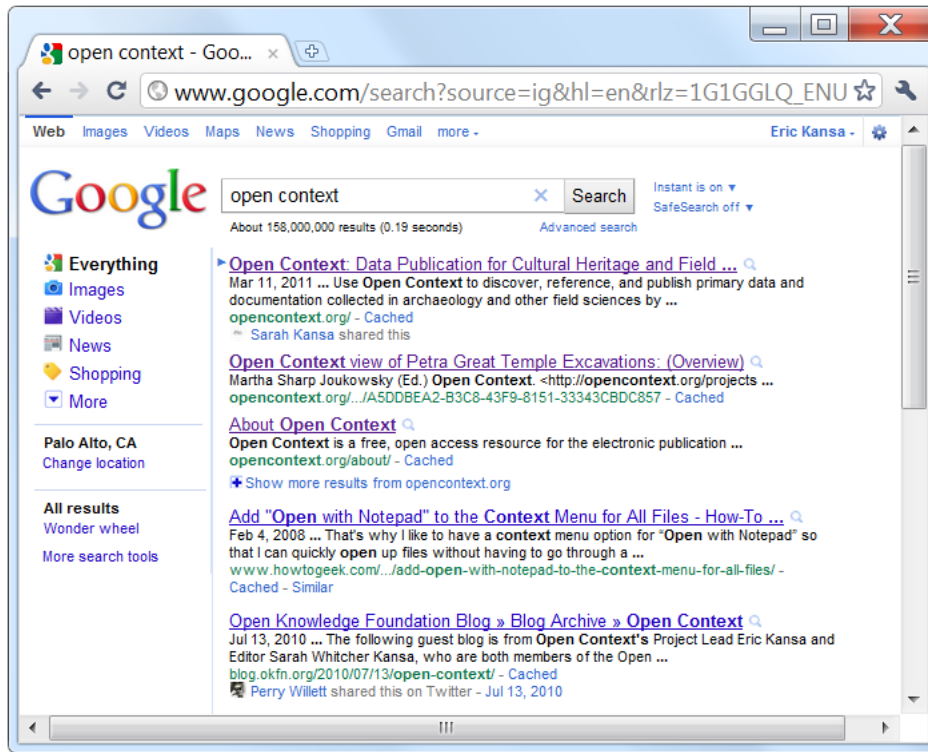 open context - Goo...
www.google.com/search?source=ig&hl=en&rlz=1G1GGLQ_ENU
Web Images Videos Maps News Shopping Gmail more Eric Kansa
Google
open context
Search
Instant is on
SafeSearch off
About 158,000,000 results (0.19 seconds) Advanced search
Everything
Images
Videos
News
Shopping
More
Palo Alto, CA
Change location
All results
Wonder wheel
More search tools
Open Context: Data Publication for Cultural Heritage and Field ...
Mar 11, 2011 ... Use Open Context to discover, reference, and publish primary data and
documentation collected in archaeology and other field sciences by ...
opencontext.org/ - Cached
Sarah Kansa shared this
Open Context view of Petra Great Temple Excavations: (Overview)
Martha Sharp Joukowsky (Ed.) Open Context. <http://opencontext.org/projects ...
opencontext.org/.../A5DDBEA2-B3C8-43F9-8151-33343CBDC857 - Cached
About Open Context
Open Context is a free, open access resource for the electronic publication ...
opencontext.org/about/ - Cached
Show more results from opencontext.org
Add "Open with Notepad" to the Context Menu for All Files - How-To ...
Feb 4, 2008 ... That's why I like to have a context menu option for “Open with Notepad” so
that I can quickly open up files without having to go through a ...
www.howtogeek.com/.../add-open-with-notepad-to-the-context-menu-for-all-files/ -
Cached - Similar
Open Knowledge Foundation Blog » Blog Archive » Open Context
Jul 13, 2010 ... The following guest blog is from Open Context's Project Lead Eric Kansa and
Editor Sarah Whitcher Kansa, who are both members of the Open ...
blog.okfn.org/2010/07/13/open-context/ - Cached
Perry Willett shared this on Twitter - Jul 13, 2010